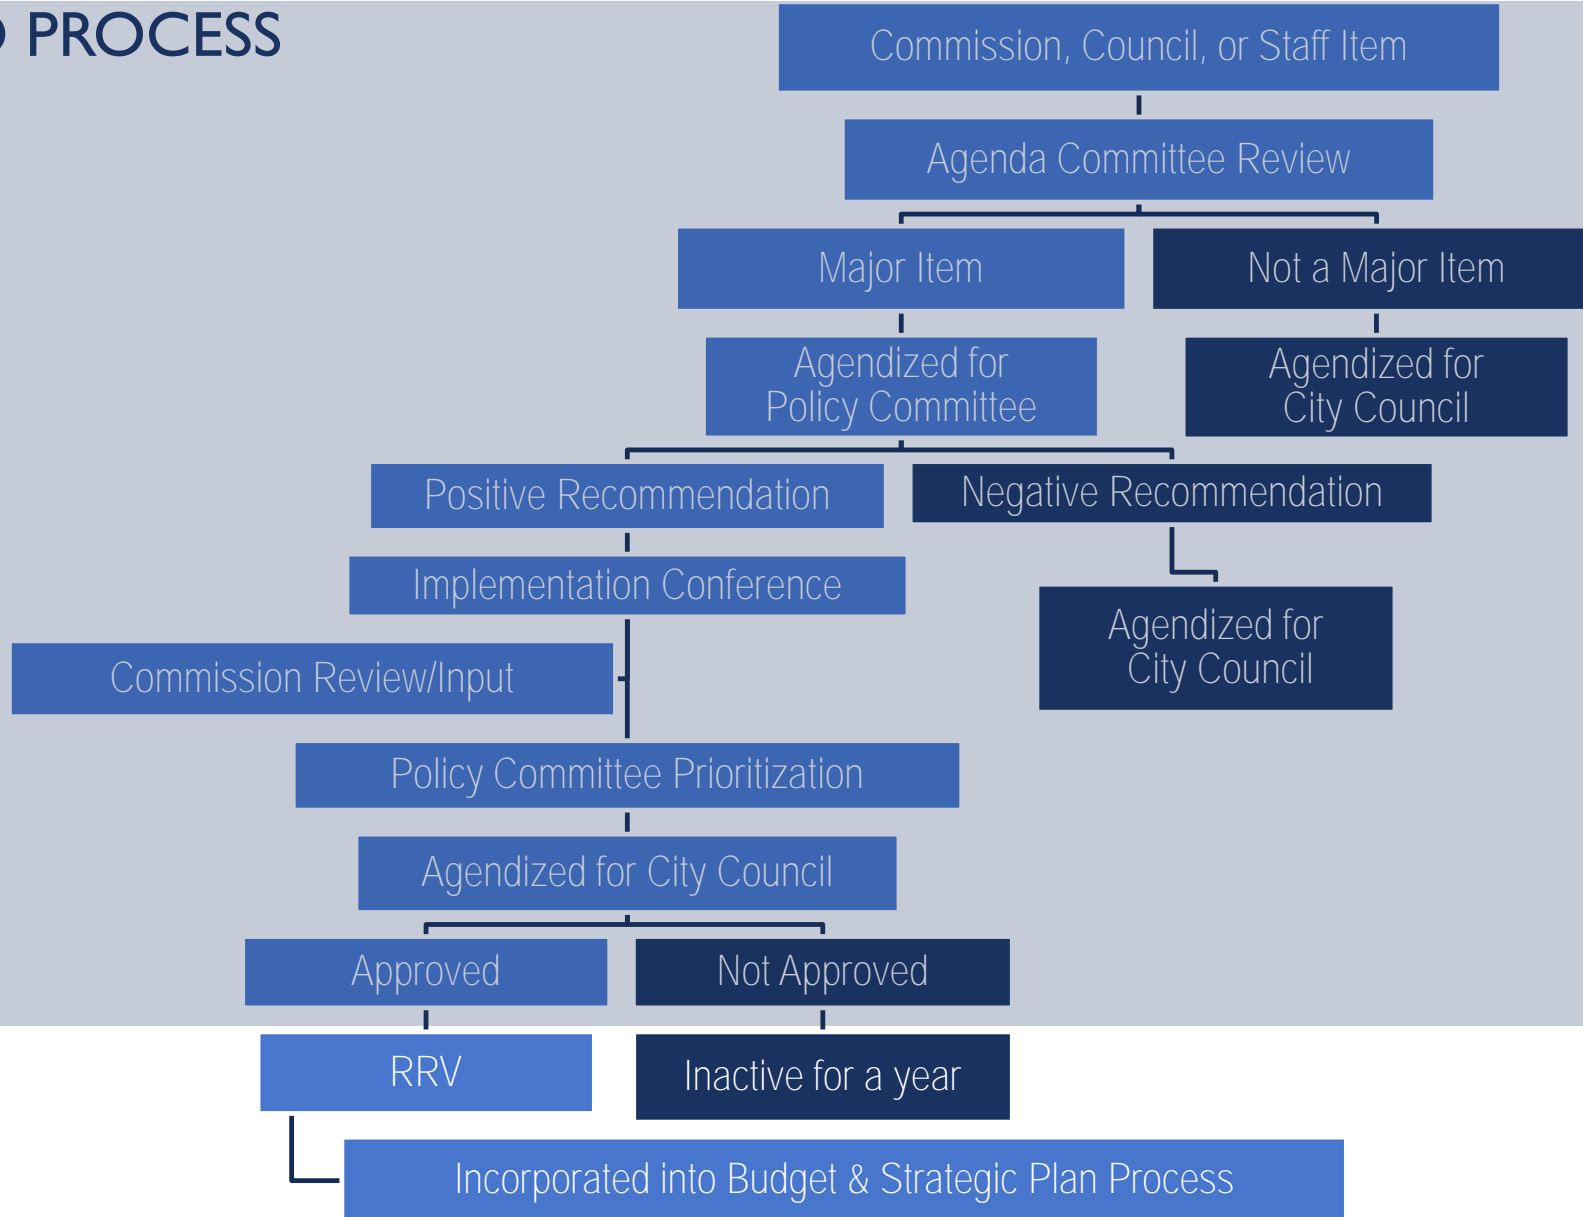 PROCESS
Commission, Council, or Staff Item
Agenda Committee Review
Major Item
Not a Major Item
Agendized for
Policy Committee
Agendized for
City Council
Positive Recommendation
Negative Recommendation
Implementation Conference
Agendized for
City Council
Commission Review/Input
Policy Committee Prioritization
Agendized for City Council
Approved
Not Approved
RRV
Inactive for a year
Incorporated into Budget & Strategic Plan Process